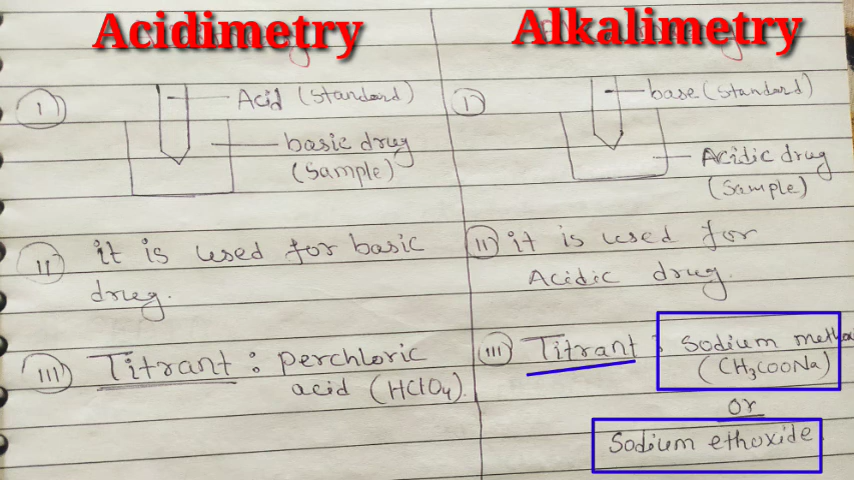 Acidimetry
Alkalimetry
I
Acid (standard)
basic drug
(Sample)
II it is used for basic
drug.
III Titrant : perchloric
acid (HClO4).
I
base (standard)
Acidic drug
(Sample)
II it is used for
Acidic drug.
III Titrant : Sodium metho
(CH3COONa)
or
Sodium ethoxide